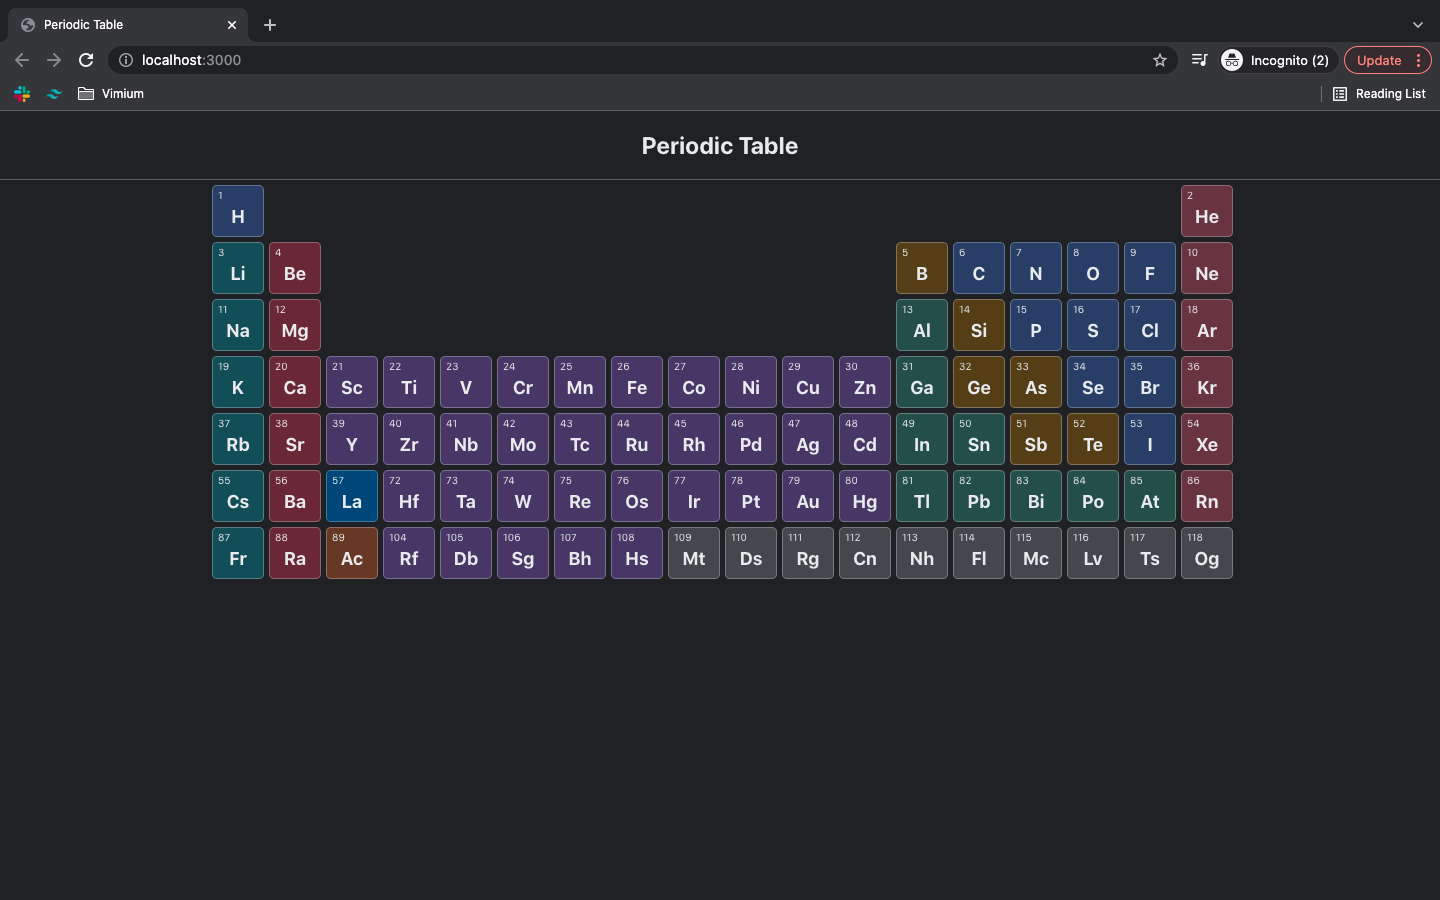 Periodic Table
localhost:3000
Incognito (2)
Update
Vimium
Reading List
Periodic Table
1 2
H He
3 4 5 6 7 8 9 10
Li Be B C N O F Ne
11 12 13 14 15 16 17 18
Na Mg Al Si P S Cl Ar
19 20 21 22 23 24 25 26 27 28 29 30 31 32 33 34 35 36
K Ca Sc Ti V Cr Mn Fe Co Ni Cu Zn Ga Ge As Se Br Kr
37 38 39 40 41 42 43 44 45 46 47 48 49 50 51 52 53 54
Rb Sr Y Zr Nb Mo Tc Ru Rh Pd Ag Cd In Sn Sb Te I Xe
55 56 57 72 73 74 75 76 77 78 79 80 81 82 83 84 85 86
Cs Ba La Hf Ta W Re Os Ir Pt Au Hg Tl Pb Bi Po At Rn
87 88 89 104 105 106 107 108 109 110 111 112 113 114 115 116 117 118
Fr Ra Ac Rf Db Sg Bh Hs Mt Ds Rg Cn Nh Fl Mc Lv Ts Og